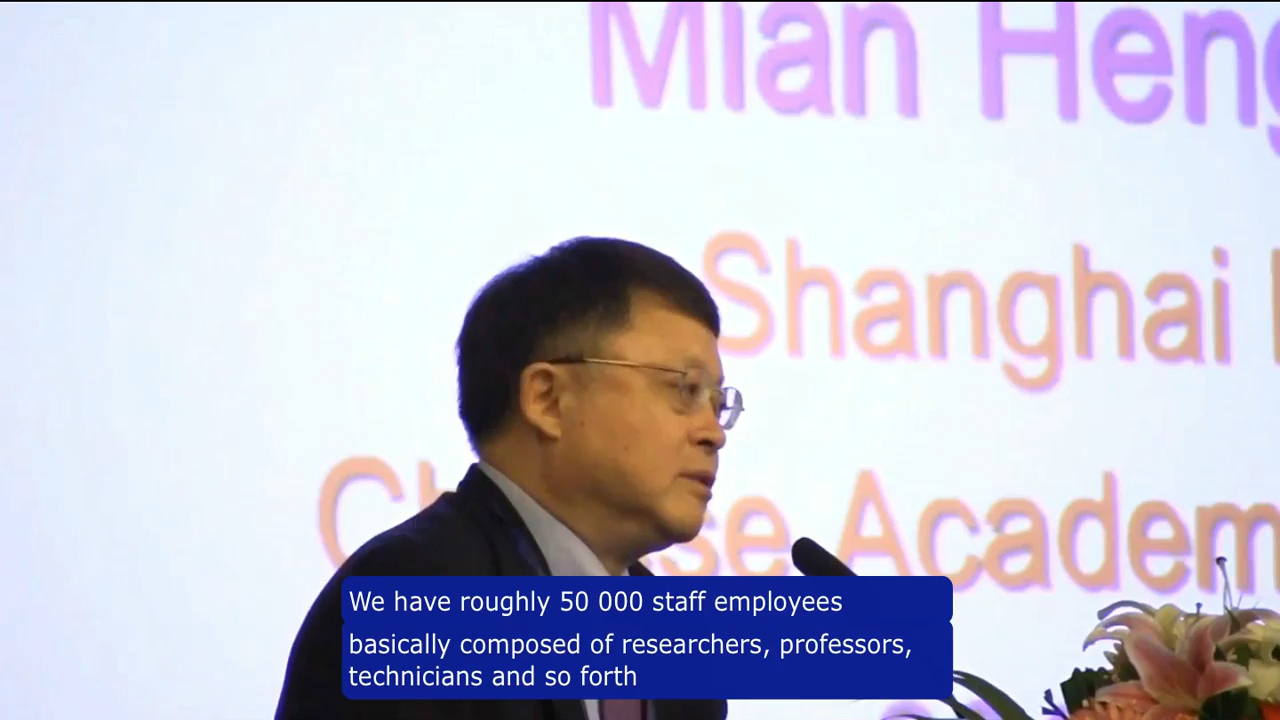 Mian Heng
Shanghai
Chinese Academ
We have roughly 50 000 staff employees
basically composed of researchers, professors,
technicians and so forth